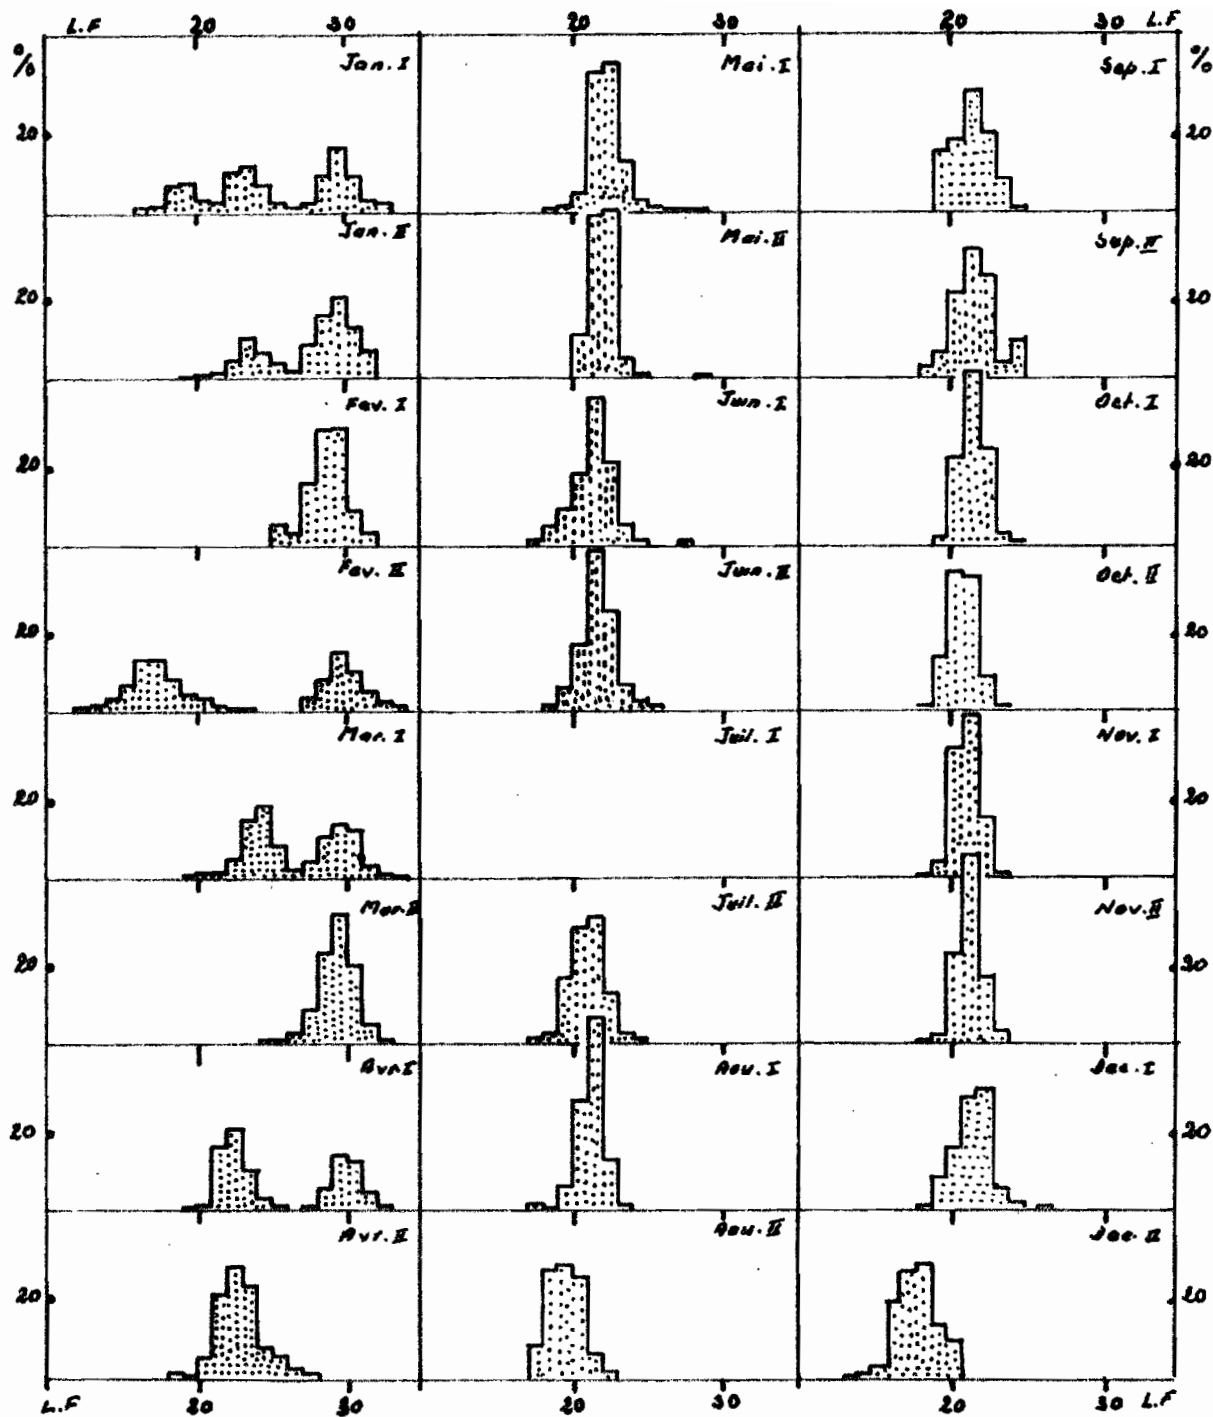 L.F 20 30 20 30 20 30 L.F
% Jan.I Mai.I Sep.I %
20 20
Jan.II Mai.II Sep.II
20 20
Fev.I Jun.I Oct.I
20 20
Fev.II Jun.II Oct.II
20 20
Mar.I Juil.I Nov.I
20 20
Mar.II Juil.II Nov.II
20 20
Avr.I Aou.I Dec.I
20 20
Avr.II Aou.II Dec.II
20 20
L.F 20 30 20 30 20 30 L.F